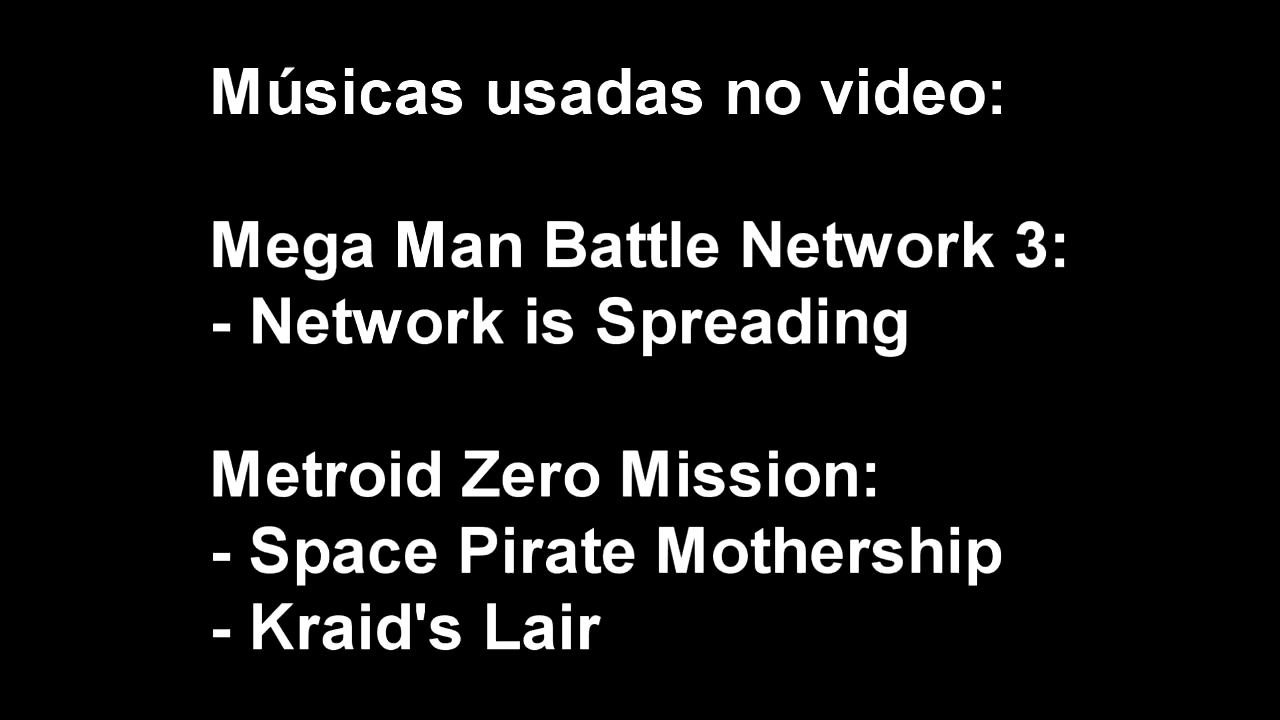 Músicas usadas no video:
Mega Man Battle Network 3:
- Network is Spreading
Metroid Zero Mission:
- Space Pirate Mothership
- Kraid's Lair